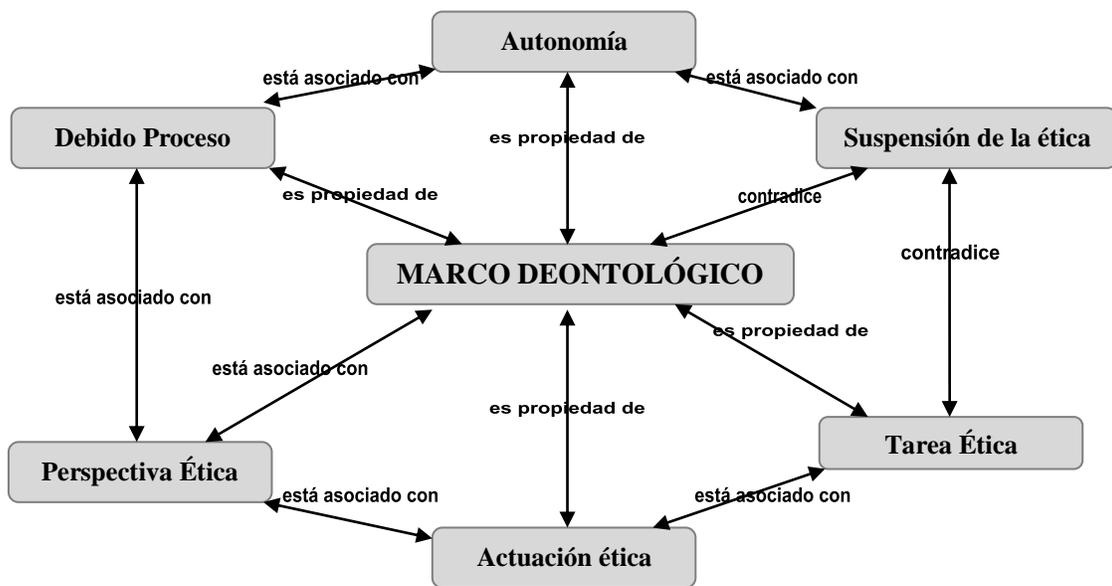 Autonomía
está asociado con
está asociado con
Debido Proceso
es propiedad de
Suspensión de la ética
es propiedad de
contradice
contradice
MARCO DEONTOLÓGICO
está asociado con
es propiedad de
está asociado con
es propiedad de
Tarea Ética
Perspectiva Ética
está asociado con
está asociado con
Actuación ética